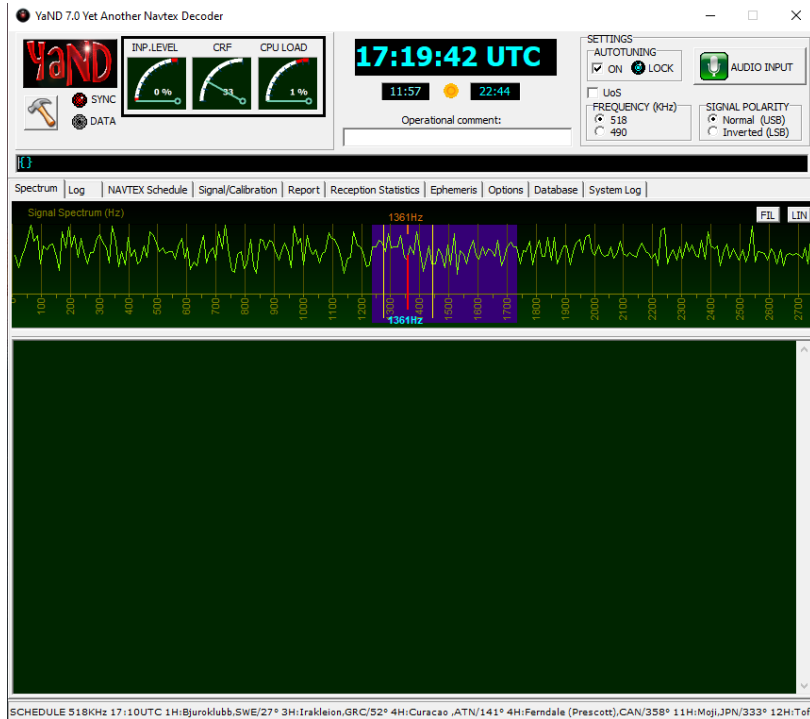 YaND 7.0 Yet Another Navtex Decoder
YaND
INP.LEVEL CRF CPU LOAD
0 % 33 1 %
SYNC
DATA
17:19:42 UTC
11:57 22:44
Operational comment:
SETTINGS
AUTOTUNING
ON LOCK
AUDIO INPUT
UoS
FREQUENCY (KHz)
518
490
SIGNAL POLARITY
Normal (USB)
Inverted (LSB)
{}
Spectrum Log NAVTEX Schedule Signal/Calibration Report Reception Statistics Ephemeris Options Database System Log
Signal Spectrum (Hz) 1361Hz FIL LIN
0 100 200 300 400 500 600 700 800 900 1000 1100 1200 1300 1400 1500 1600 1700 1800 1900 2000 2100 2200 2300 2400 2500 2600 2700
1361Hz
SCHEDULE 518KHz 17:10UTC 1H:Bjuroklubb,SWE/27° 3H:Irakleion,GRC/52° 4H:Curacao ,ATN/141° 4H:Ferndale (Prescott),CAN/358° 11H:Moji,JPN/333° 12H:Tof